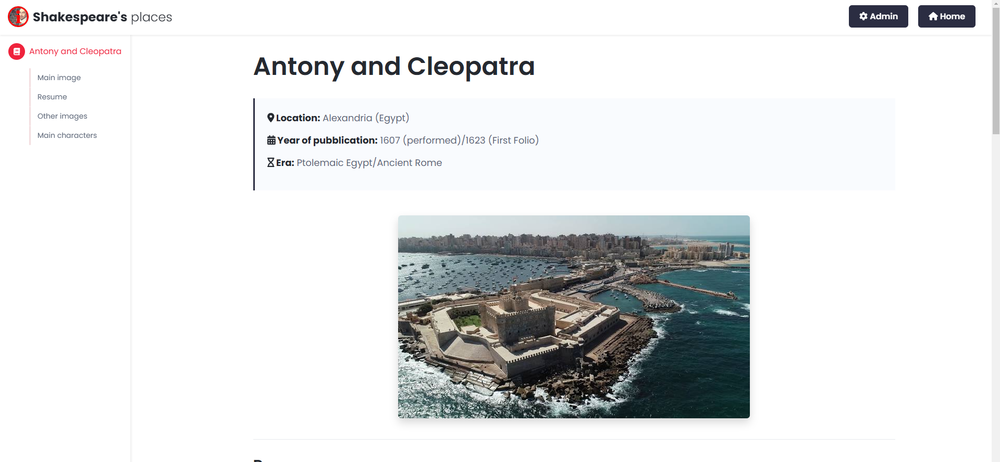 Shakespeare's places
Admin
Home
Antony and Cleopatra
Main image
Resume
Other images
Main characters
Antony and Cleopatra
Location: Alexandria (Egypt)
Year of pubblication: 1607 (performed)/1623 (First Folio)
Era: Ptolemaic Egypt/Ancient Rome